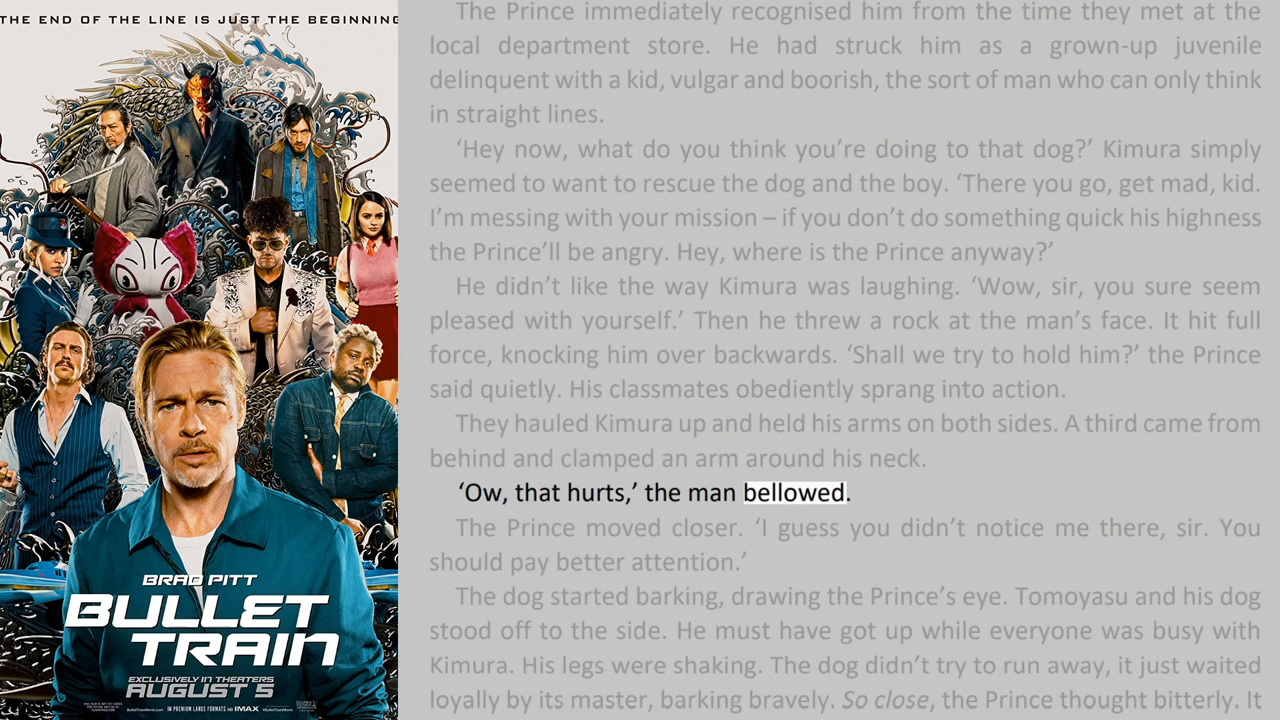 THE END OF THE LINE IS JUST THE BEGINNING
BRAD PITT
BULLET
TRAIN
EXCLUSIVELY IN THEATERS
AUGUST 5
BulletTrainMovie.com IN PREMIUM LARGE FORMATS AND IMAX #BulletTrainMovie
The Prince immediately recognised him from the time they met at the
local department store. He had struck him as a grown-up juvenile
delinquent with a kid, vulgar and boorish, the sort of man who can only think
in straight lines.
‘Hey now, what do you think you’re doing to that dog?’ Kimura simply
seemed to want to rescue the dog and the boy. ‘There you go, get mad, kid.
I’m messing with your mission – if you don’t do something quick his highness
the Prince’ll be angry. Hey, where is the Prince anyway?’
He didn’t like the way Kimura was laughing. ‘Wow, sir, you sure seem
pleased with yourself.’ Then he threw a rock at the man’s face. It hit full
force, knocking him over backwards. ‘Shall we try to hold him?’ the Prince
said quietly. His classmates obediently sprang into action.
They hauled Kimura up and held his arms on both sides. A third came from
behind and clamped an arm around his neck.
‘Ow, that hurts,’ the man bellowed.
The Prince moved closer. ‘I guess you didn’t notice me there, sir. You
should pay better attention.’
The dog started barking, drawing the Prince’s eye. Tomoyasu and his dog
stood off to the side. He must have got up while everyone was busy with
Kimura. His legs were shaking. The dog didn’t try to run away, it just waited
loyally by its master, barking bravely. So close, the Prince thought bitterly. It